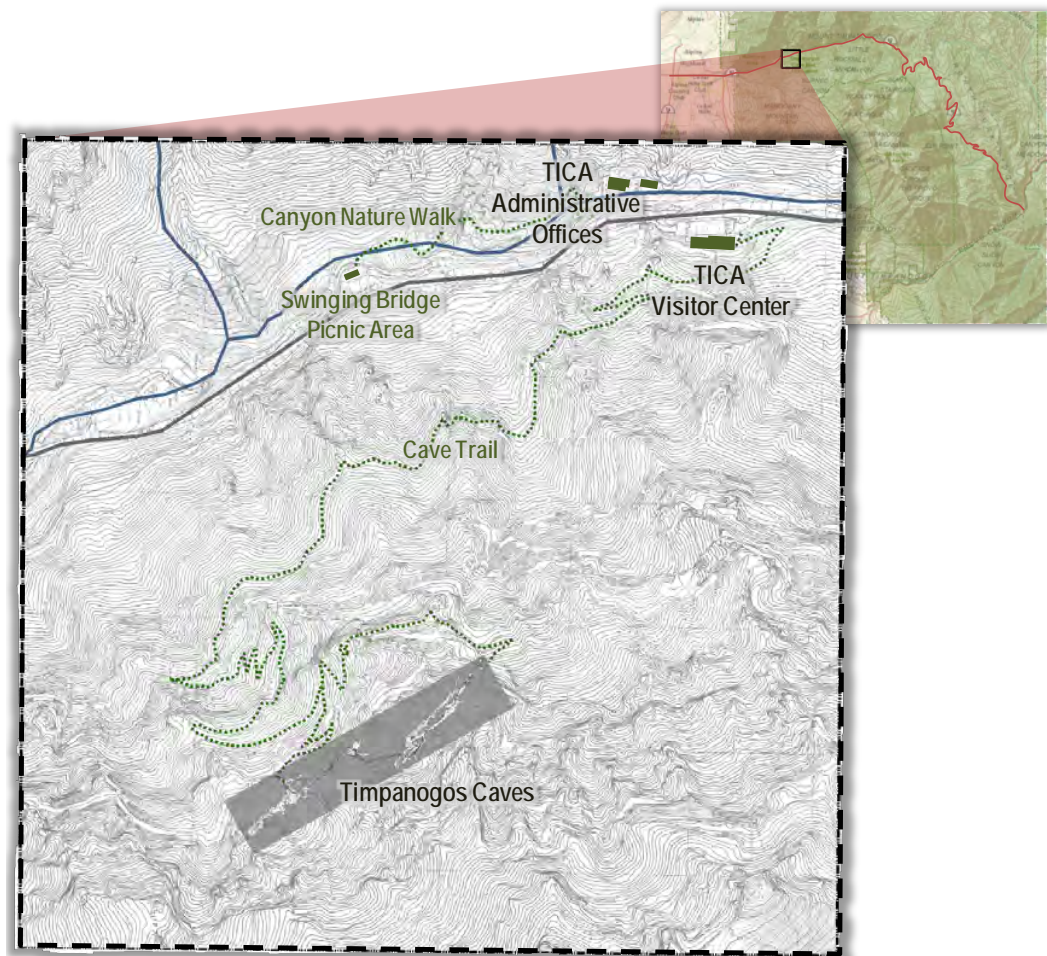 TICA
Administrative
Offices
Canyon Nature Walk
TICA
Visitor Center
Swinging Bridge
Picnic Area
Cave Trail
Timpanogos Caves